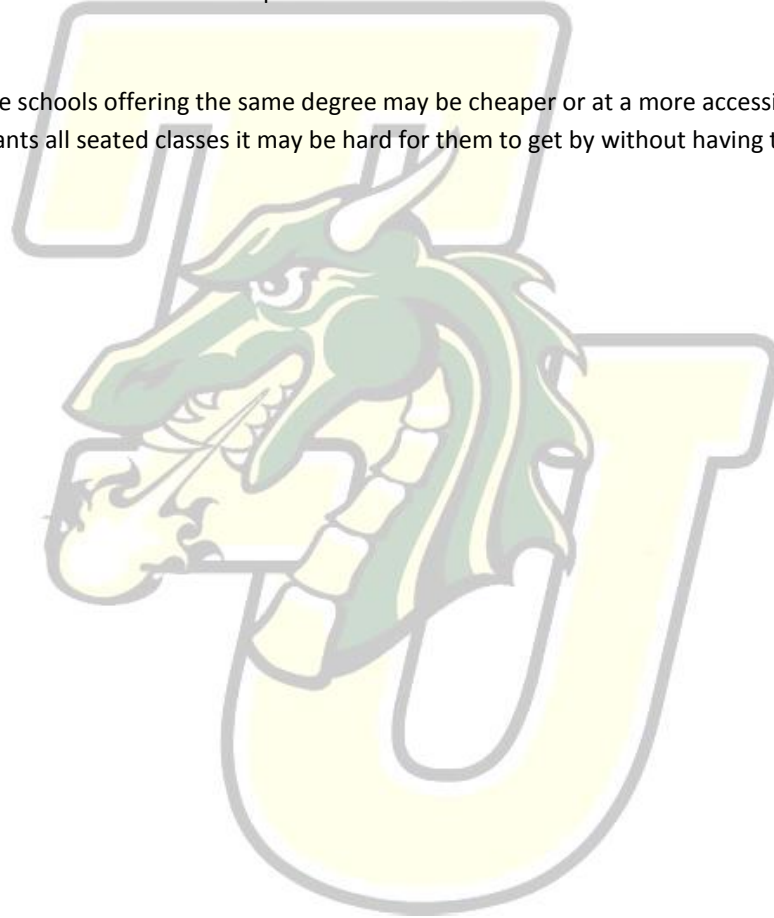 e schools offering the same degree may be cheaper or at a more accessi
ants all seated classes it may be hard for them to get by without having t
TU